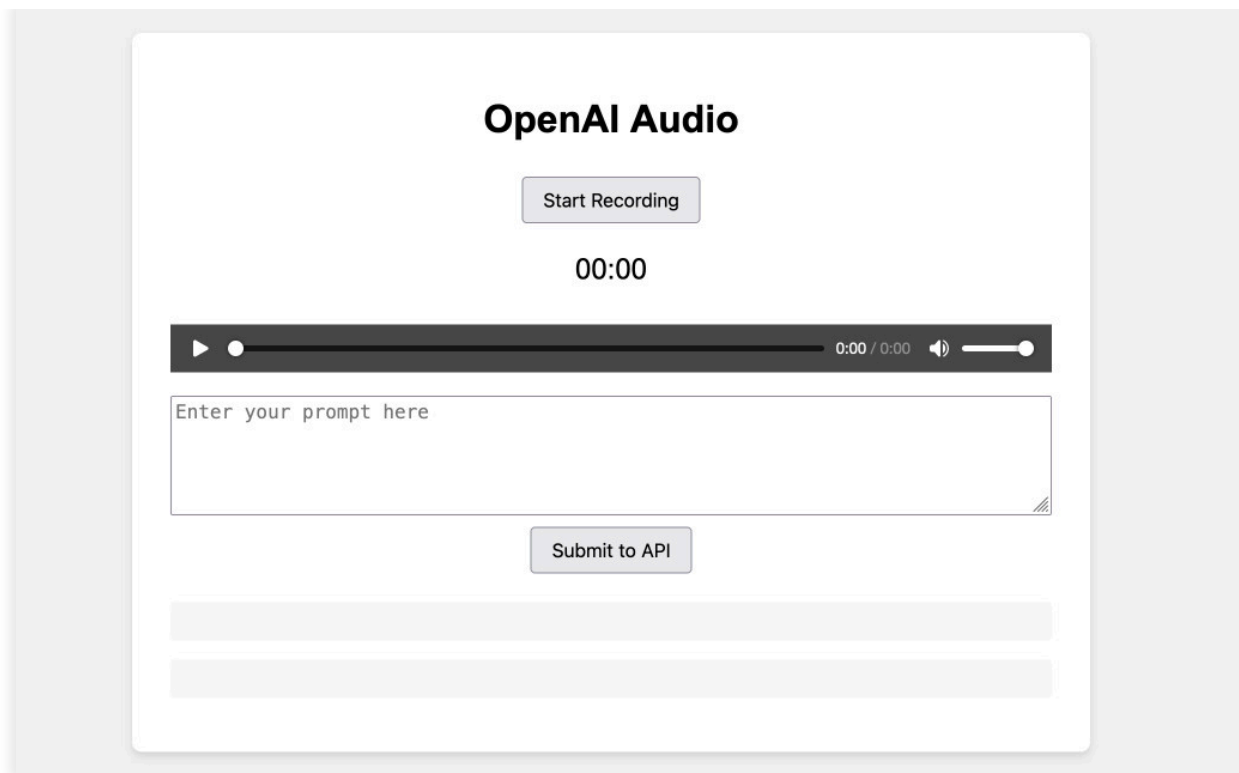 OpenAI Audio
Start Recording
00:00
0:00 / 0:00
Enter your prompt here
Submit to API